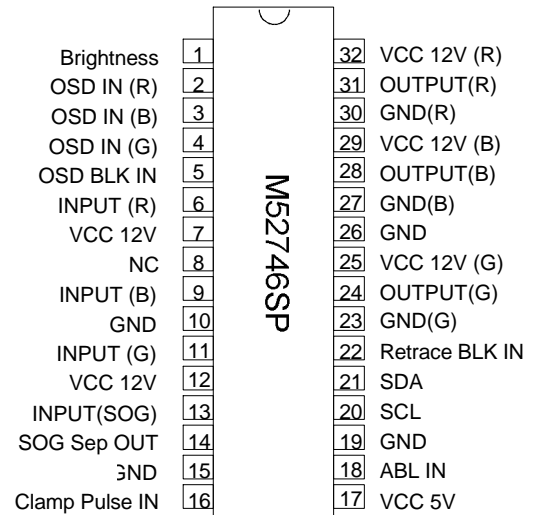 Brightness 1 32 VCC 12V (R)
OSD IN (R) 2 31 OUTPUT(R)
OSD IN (B) 3 30 GND(R)
OSD IN (G) 4 29 VCC 12V (B)
OSD BLK IN 5 28 OUTPUT(B)
INPUT (R) 6 27 GND(B)
VCC 12V 7 26 GND
NC 8 25 VCC 12V (G)
INPUT (B) 9 24 OUTPUT(G)
GND 10 23 GND(G)
INPUT (G) 11 22 Retrace BLK IN
VCC 12V 12 21 SDA
INPUT(SOG) 13 20 SCL
SOG Sep OUT 14 19 GND
GND 15 18 ABL IN
Clamp Pulse IN 16 17 VCC 5V
M52746SP